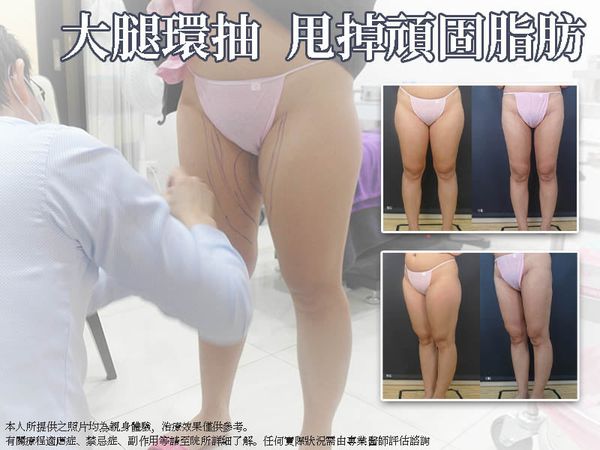 大腿環抽 甩掉頑固脂肪
本人所提供之照片均為親身體驗，治療效果僅供參考。
有關療程適應症、禁忌症、副作用等請至院所詳細了解。任何實際狀況需由專業醫師評估諮詢